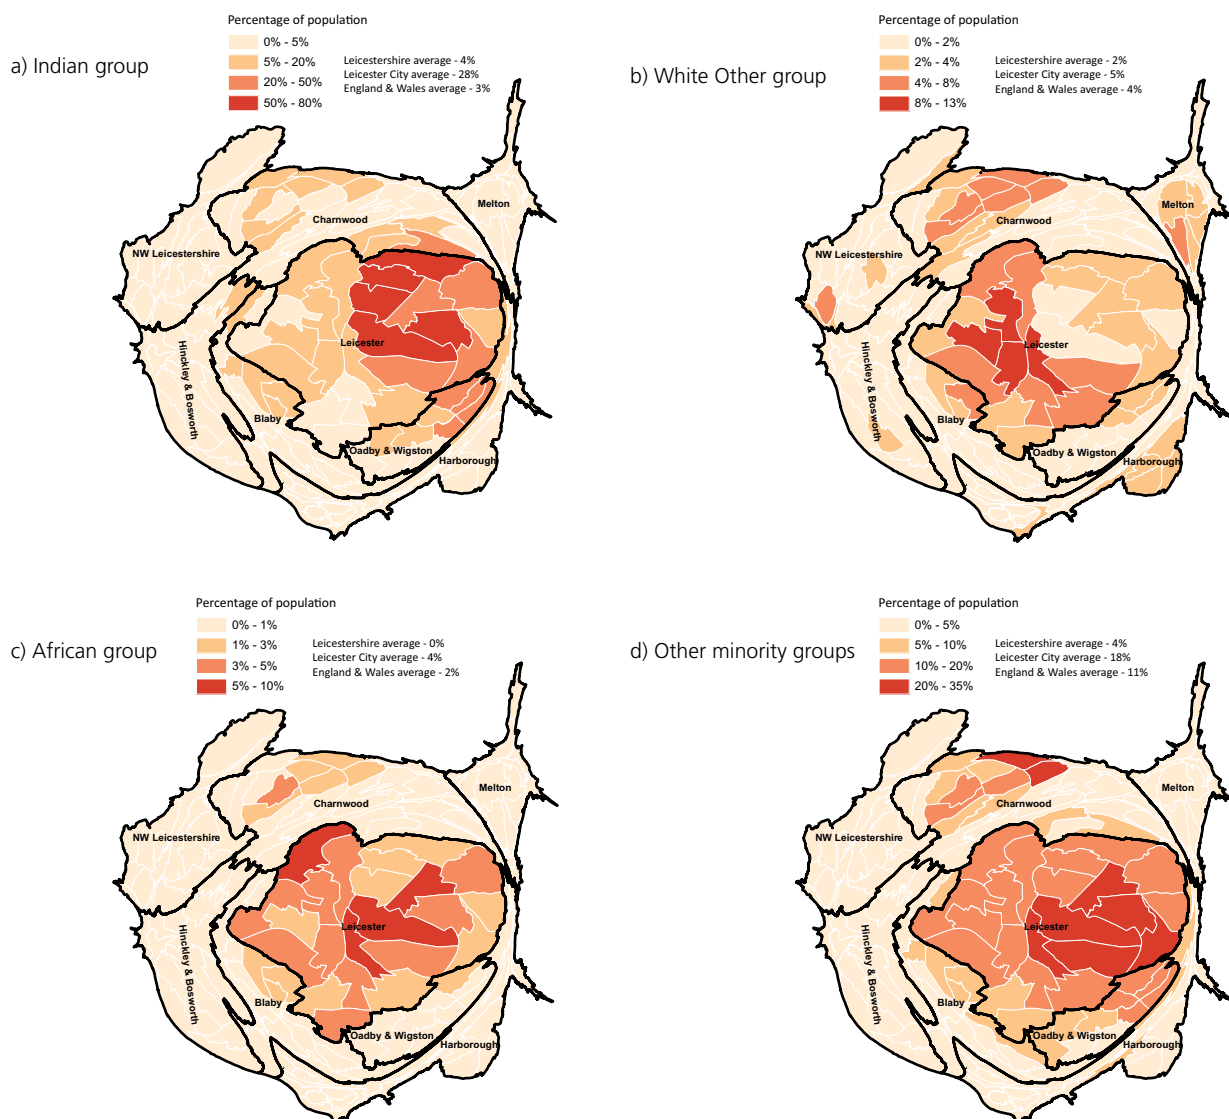 a) Indian group
Percentage of population
0% - 5%
5% - 20%
20% - 50%
50% - 80%
Leicestershire average - 4%
Leicester City average - 28%
England & Wales average - 3%
Charnwood
Melton
NW Leicestershire
Leicester
Hinckley & Bosworth
Blaby
Oadby & Wigston
Harborough
b) White Other group
Percentage of population
0% - 2%
2% - 4%
4% - 8%
8% - 13%
Leicestershire average - 2%
Leicester City average - 5%
England & Wales average - 4%
Melton
Charnwood
NW Leicestershire
Leicester
Hinckley & Bosworth
Blaby
Oadby & Wigston
Harborough
c) African group
Percentage of population
0% - 1%
1% - 3%
3% - 5%
5% - 10%
Leicestershire average - 0%
Leicester City average - 4%
England & Wales average - 2%
Melton
Charnwood
NW Leicestershire
Leicester
Hinckley & Bosworth
Blaby
Oadby & Wigston
Harborough
d) Other minority groups
Percentage of population
0% - 5%
5% - 10%
10% - 20%
20% - 35%
Leicestershire average - 4%
Leicester City average - 18%
England & Wales average - 11%
Melton
Charnwood
NW Leicestershire
Leicester
Hinckley & Bosworth
Blaby
Oadby & Wigston
Harborough